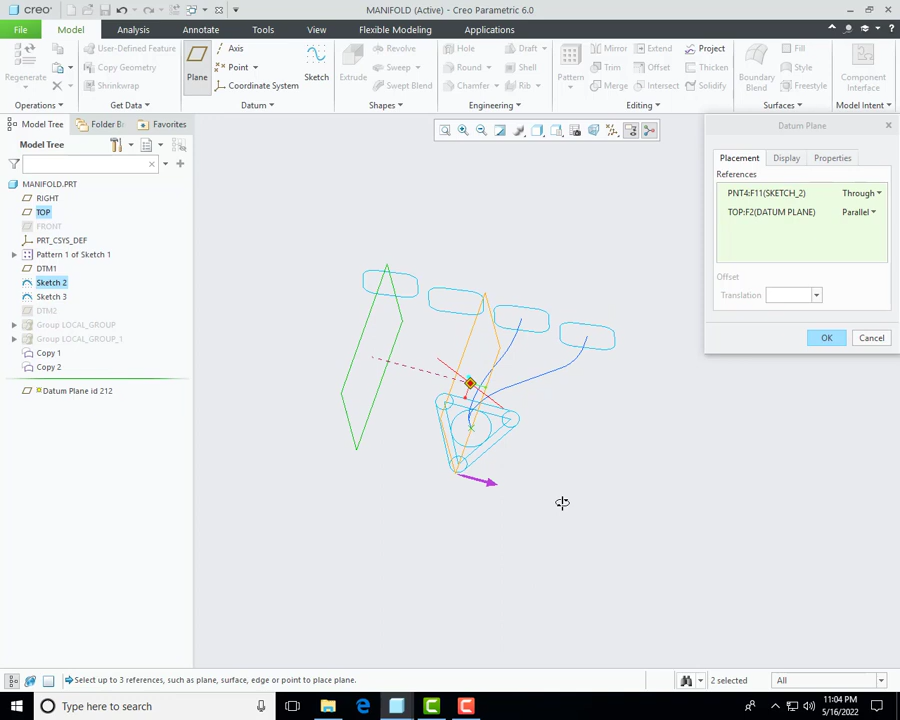 creo°
MANIFOLD (Active) - Creo Parametric 6.0
File Model Analysis Annotate Tools View Flexible Modeling Applications
Regenerate
User-Defined Feature
Copy Geometry
Shrinkwrap
Plane
Axis
Point
Coordinate System
Sketch
Extrude
Revolve
Sweep
Swept Blend
Hole
Round
Chamfer
Draft
Shell
Rib
Pattern
Mirror
Trim
Merge
Extend
Offset
Intersect
Project
Thicken
Solidify
Boundary
Blend
Fill
Style
Freestyle
Component
Interface
Operations Get Data Datum Shapes Engineering Editing Surfaces Model Intent
Model Tree Folder Br Favorites
Model Tree
MANIFOLD.PRT
RIGHT
TOP
FRONT
PRT_CSYS_DEF
Pattern 1 of Sketch 1
DTM1
Sketch 2
Sketch 3
DTM2
Group LOCAL_GROUP
Group LOCAL_GROUP_1
Copy 1
Copy 2
Datum Plane id 212
Datum Plane
Placement Display Properties
References
PNT4:F11(SKETCH_2) Through
TOP:F2(DATUM PLANE) Parallel
Offset
Translation
OK Cancel
Select up to 3 references, such as plane, surface, edge or point to place plane.
2 selected
All
Type here to search
11:04 PM
5/16/2022